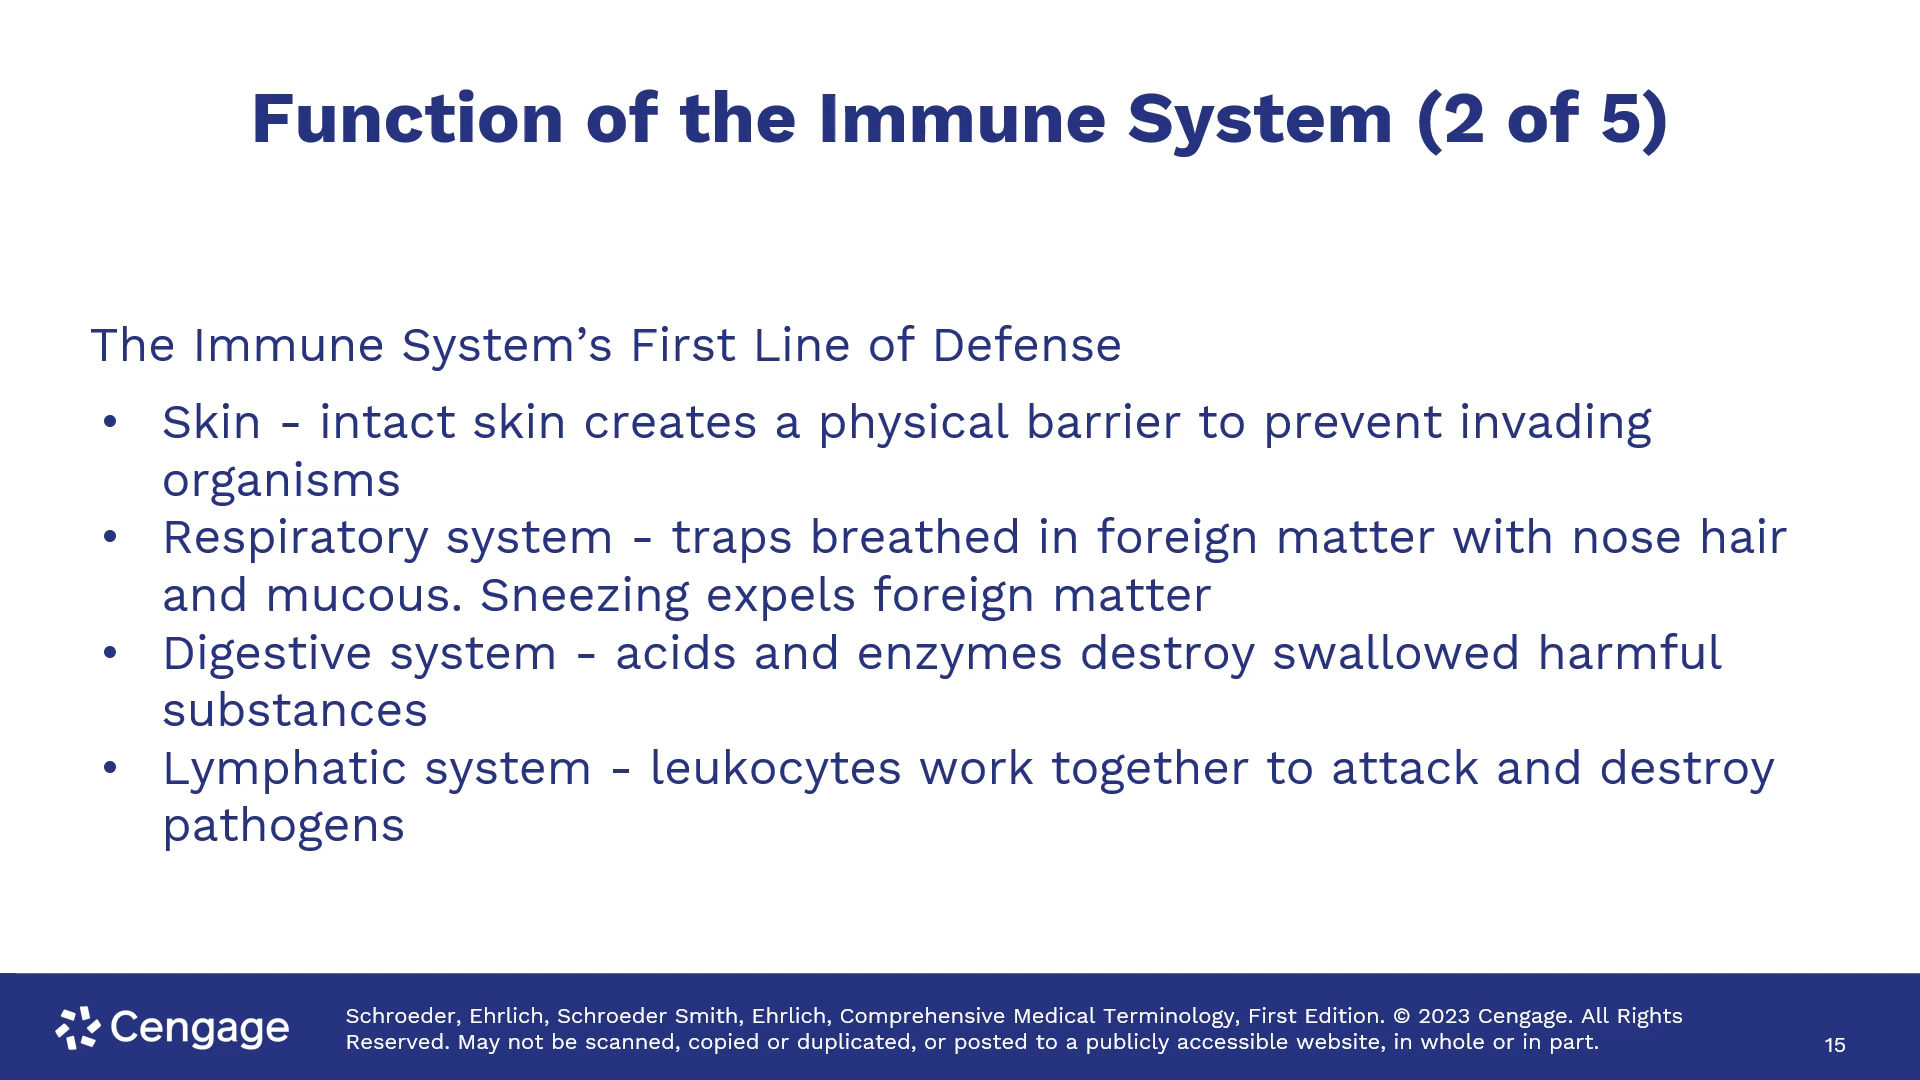 Function of the Immune System (2 of 5)
The Immune System’s First Line of Defense
• Skin - intact skin creates a physical barrier to prevent invading
organisms
• Respiratory system - traps breathed in foreign matter with nose hair
and mucous. Sneezing expels foreign matter
• Digestive system - acids and enzymes destroy swallowed harmful
substances
• Lymphatic system - leukocytes work together to attack and destroy
pathogens
Cengage
Schroeder, Ehrlich, Schroeder Smith, Ehrlich, Comprehensive Medical Terminology, First Edition. © 2023 Cengage. All Rights
Reserved. May not be scanned, copied or duplicated, or posted to a publicly accessible website, in whole or in part.
15